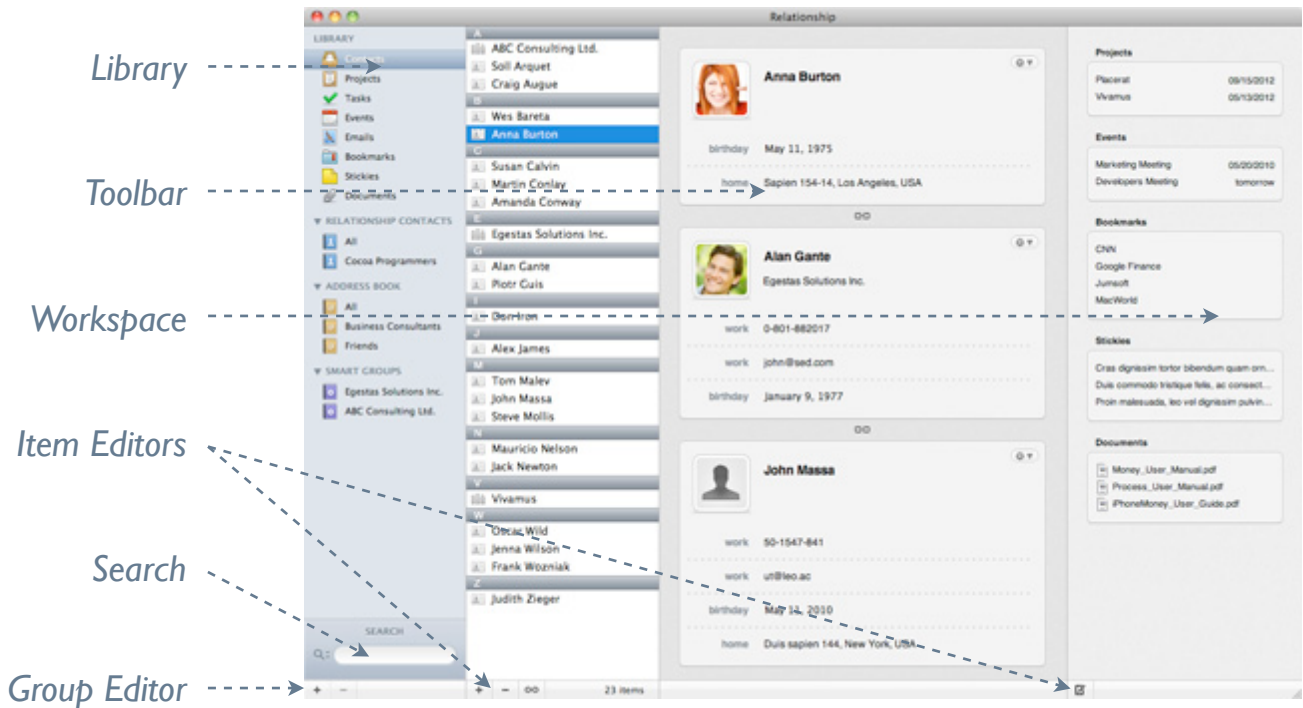 Relationship
Library
Toolbar
Workspace
Item Editors
Search
Group Editor
LIBRARY
Contacts
Projects
Tasks
Events
Emails
Bookmarks
Stickies
Documents
▼ RELATIONSHIP CONTACTS
All
Cocoa Programmers
▼ ADDRESS BOOK
All
Business Consultants
Friends
▼ SMART GROUPS
Egestas Solutions Inc.
ABC Consulting Ltd.
SEARCH
+ −
A
ABC Consulting Ltd.
Soll Arquet
Craig Augue
B
Wes Bareta
Anna Burton
C
Susan Calvin
Martin Conlay
Amanda Conway
E
Egestas Solutions Inc.
G
Alan Gante
Piotr Guis
I
Don Iron
J
Alex James
M
Tom Malev
John Massa
Steve Mollis
N
Mauricio Nelson
Jack Newton
V
Vivamus
W
Oscar Wild
Jenna Wilson
Frank Wozniak
Z
Judith Zieger
+ − 23 items
Anna Burton
birthday May 11, 1975
home Sapien 154-14, Los Angeles, USA
Alan Gante
Egestas Solutions Inc.
work 0-801-882017
work john@sed.com
birthday January 9, 1977
John Massa
work 50-1547-841
work ut@leo.ac
birthday May 11, 2010
home Duis sapien 144, New York, USA
Projects
Placerat 09/15/2012
Vivamus 05/13/2012
Events
Marketing Meeting 05/20/2010
Developers Meeting tomorrow
Bookmarks
CNN
Google Finance
Jumsoft
MacWorld
Stickies
Cras dignissim tortor bibendum quam orn...
Duis commodo tristique felis, ac consect...
Proin malesuada, leo vel dignissim pulvin...
Documents
Money_User_Manual.pdf
Process_User_Manual.pdf
iPhoneMoney_User_Guide.pdf